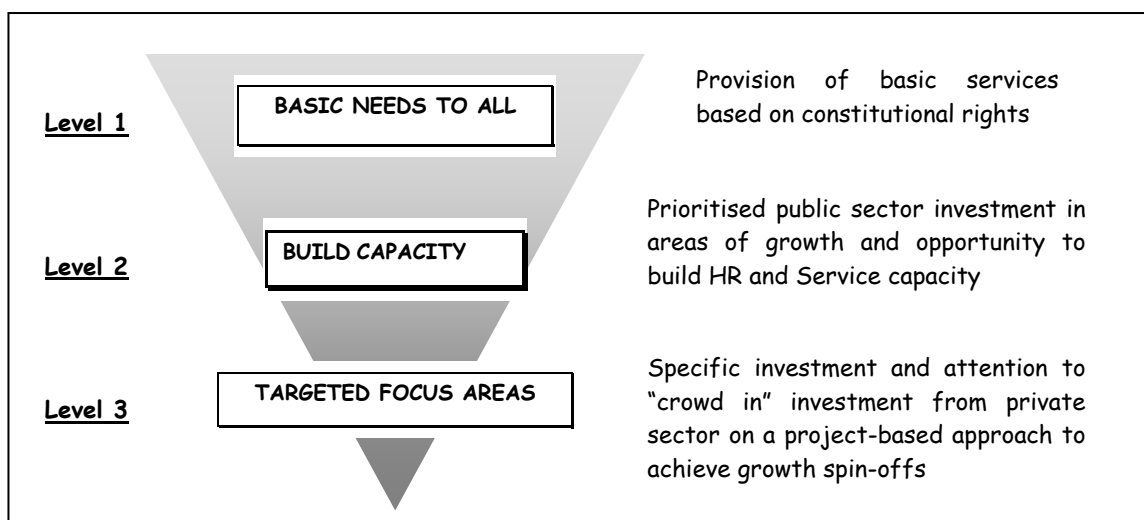 Level 1
BASIC NEEDS TO ALL
Provision of basic services
based on constitutional rights
Level 2
BUILD CAPACITY
Prioritised public sector investment in
areas of growth and opportunity to
build HR and Service capacity
Level 3
TARGETED FOCUS AREAS
Specific investment and attention to
“crowd in” investment from private
sector on a project-based approach to
achieve growth spin-offs